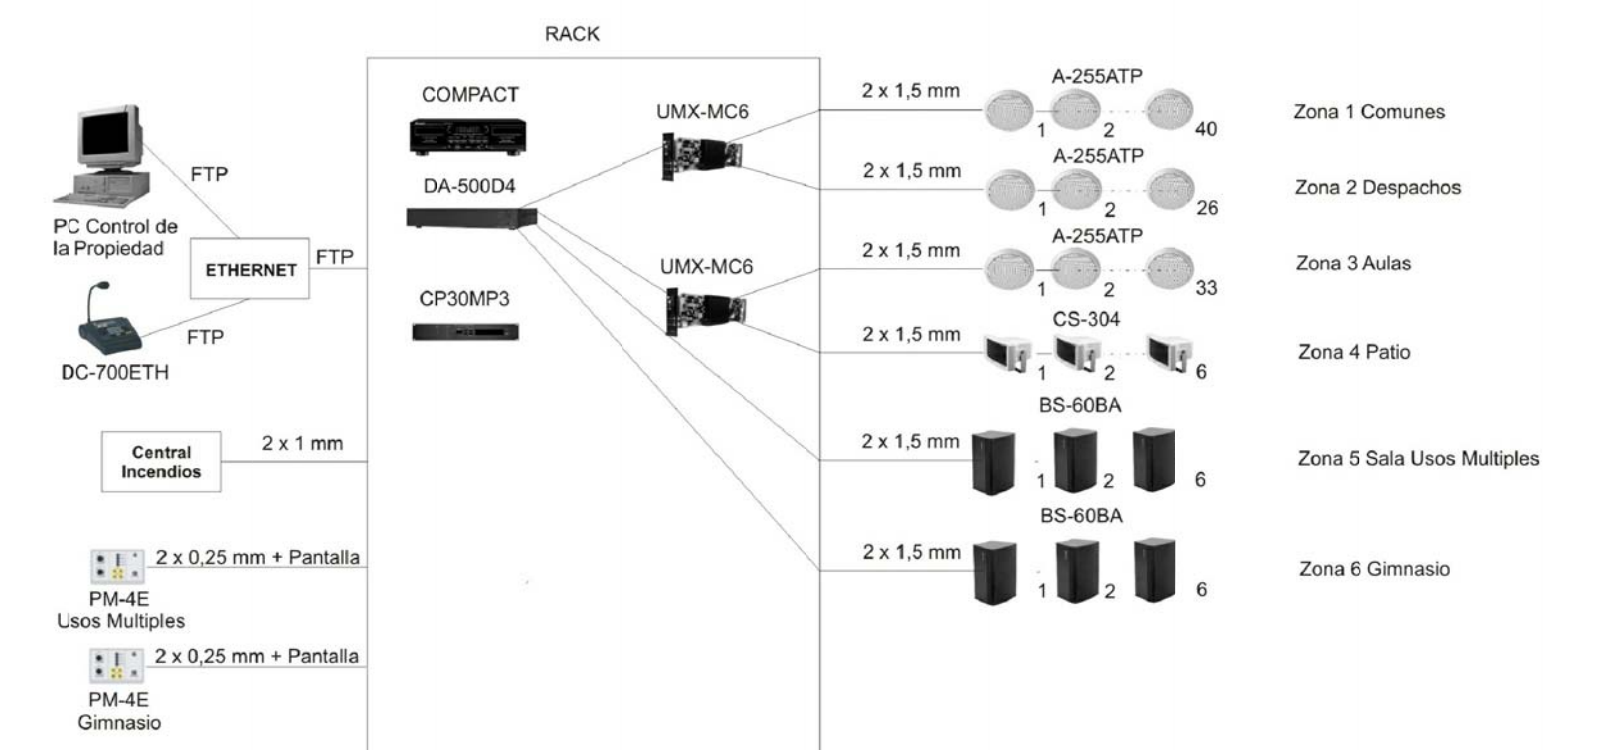 RACK
COMPACT
DA-500D4
CP30MP3
UMX-MC6
UMX-MC6
PC Control de
la Propiedad
FTP
ETHERNET
FTP
FTP
DC-700ETH
Central
Incendios
2 x 1 mm
2 x 0,25 mm + Pantalla
PM-4E
Usos Multiples
2 x 0,25 mm + Pantalla
PM-4E
Gimnasio
2 x 1,5 mm
A-255ATP
1 2 40
Zona 1 Comunes
2 x 1,5 mm
A-255ATP
1 2 26
Zona 2 Despachos
2 x 1,5 mm
A-255ATP
1 2 33
Zona 3 Aulas
2 x 1,5 mm
CS-304
1 2 6
Zona 4 Patio
2 x 1,5 mm
BS-60BA
1 2 6
Zona 5 Sala Usos Multiples
2 x 1,5 mm
BS-60BA
1 2 6
Zona 6 Gimnasio